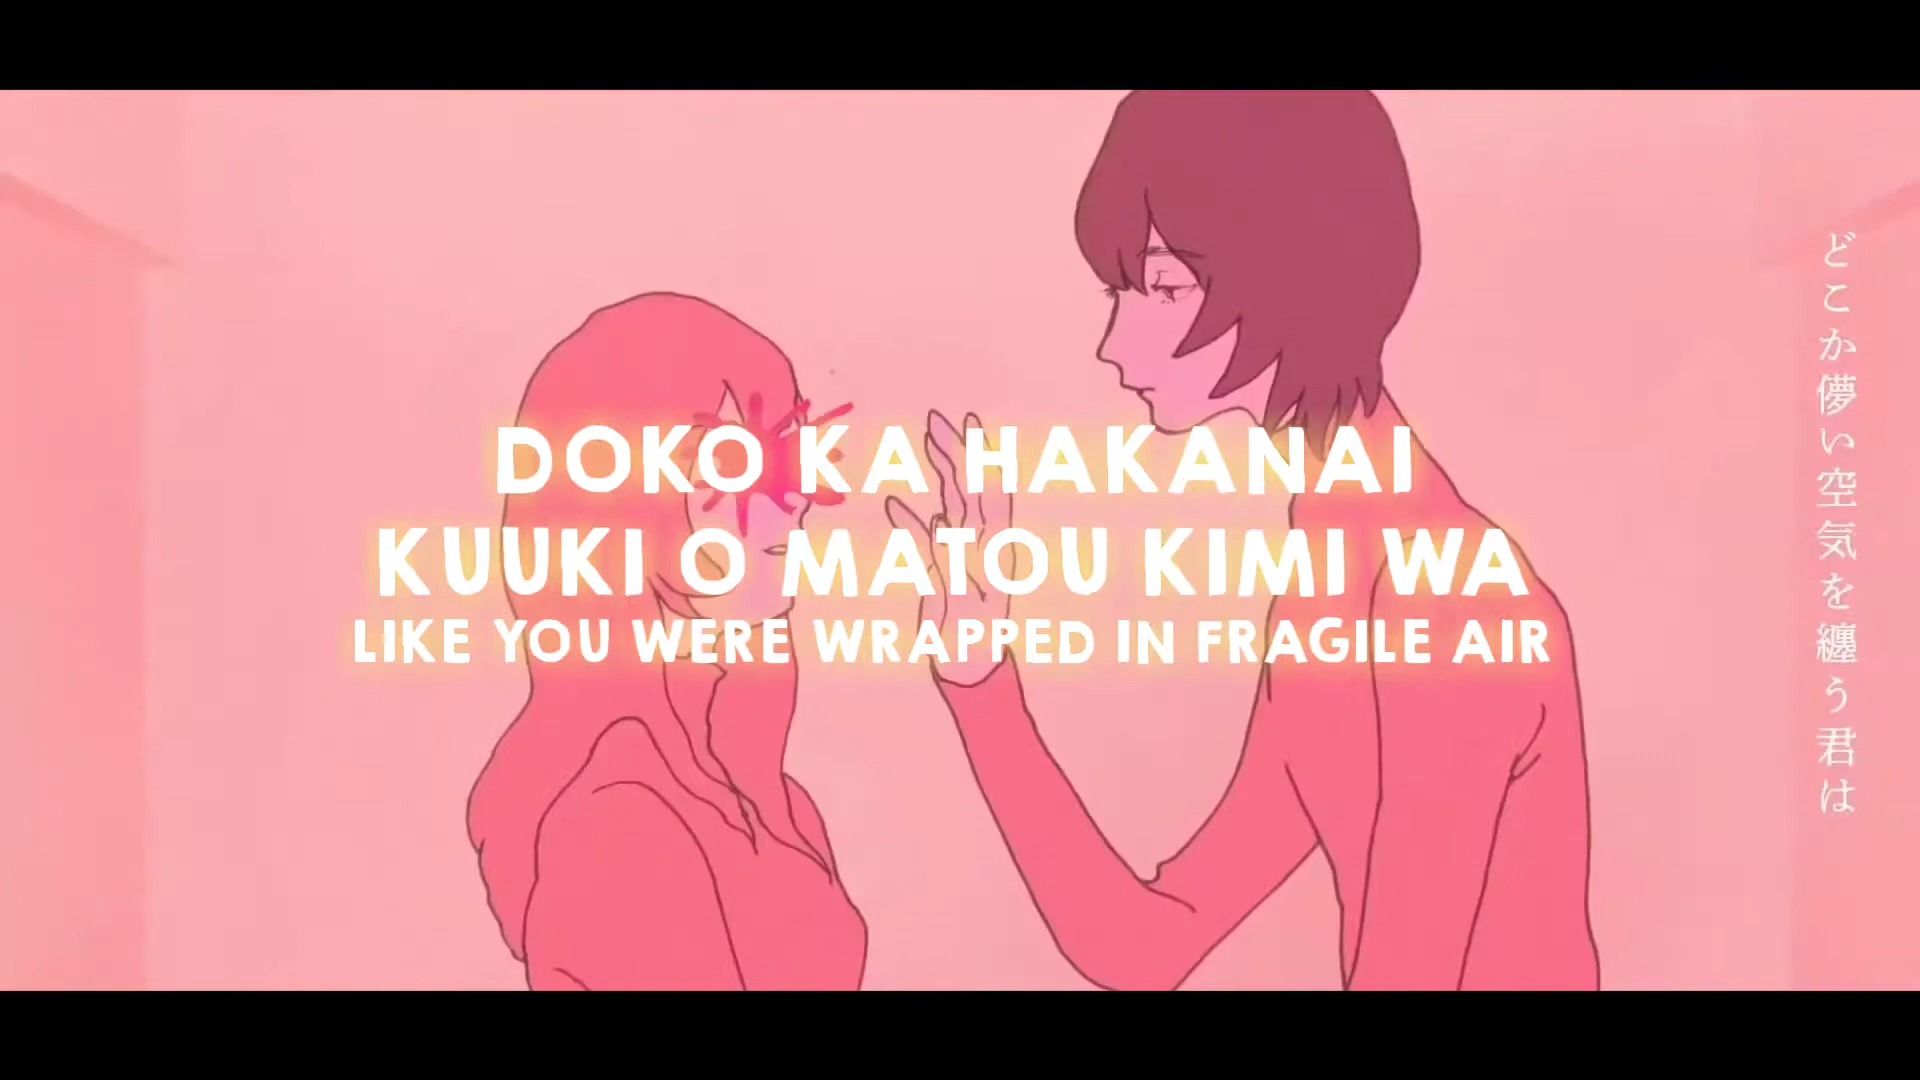 DOKO KA HAKANAI
KUUKI O MATOU KIMI WA
LIKE YOU WERE WRAPPED IN FRAGILE AIR
どこか儚い空気を纏う君は